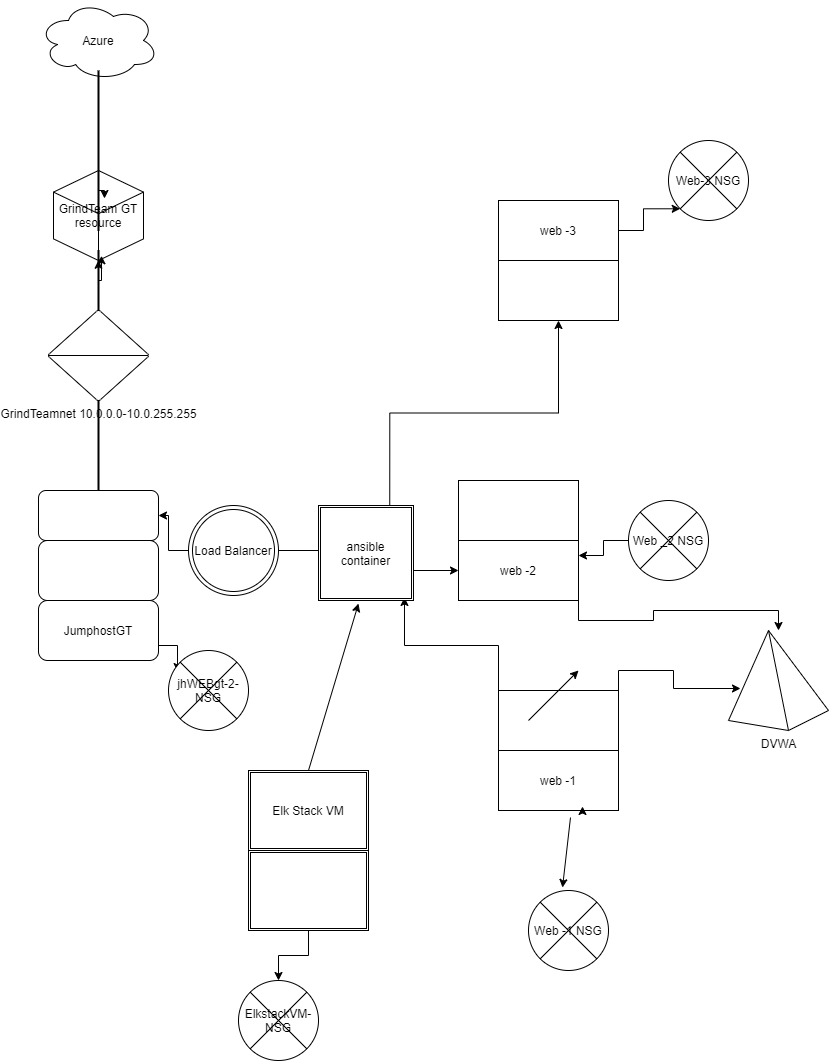 Azure
GrindTeam GT
resource
GrindTeamnet 10.0.0.0-10.0.255.255
Web-3 NSG
web -3
Load Balancer
ansible
container
web -2
Web _2 NSG
JumphostGT
jhWEBgt-2-
NSG
DVWA
web -1
Elk Stack VM
Web -1 NSG
ElkstackVM-
NSG